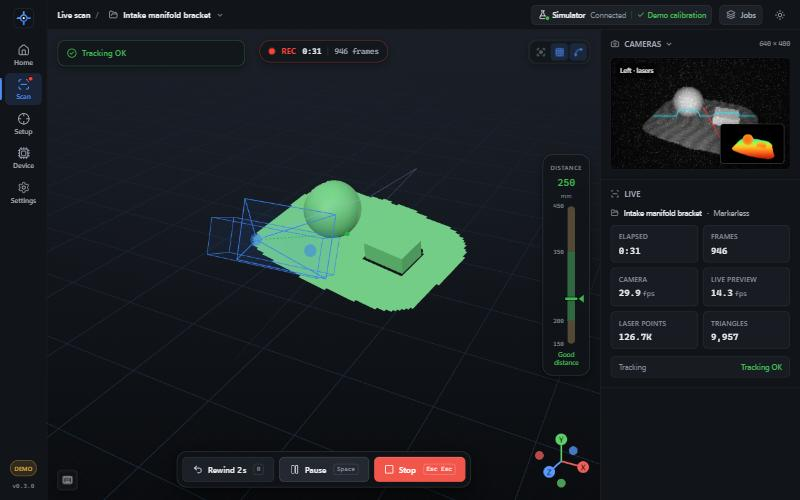 Live scan / Intake manifold bracket
Simulator Connected Demo calibration
Jobs
Home
Scan
Setup
Device
Settings
DEMO
v0.3.0
Tracking OK
REC 0:31 946 frames
DISTANCE
250
mm
450
350
200
150
Good
distance
Rewind 2s
Pause Space
Stop Esc Esc
Y
X
Z
CAMERAS 640 × 400
Left · lasers
LIVE
Intake manifold bracket · Markerless
ELAPSED
0:31
FRAMES
946
CAMERA
29.9 fps
LIVE PREVIEW
14.3 fps
LASER POINTS
126.7K
TRIANGLES
9,957
Tracking Tracking OK